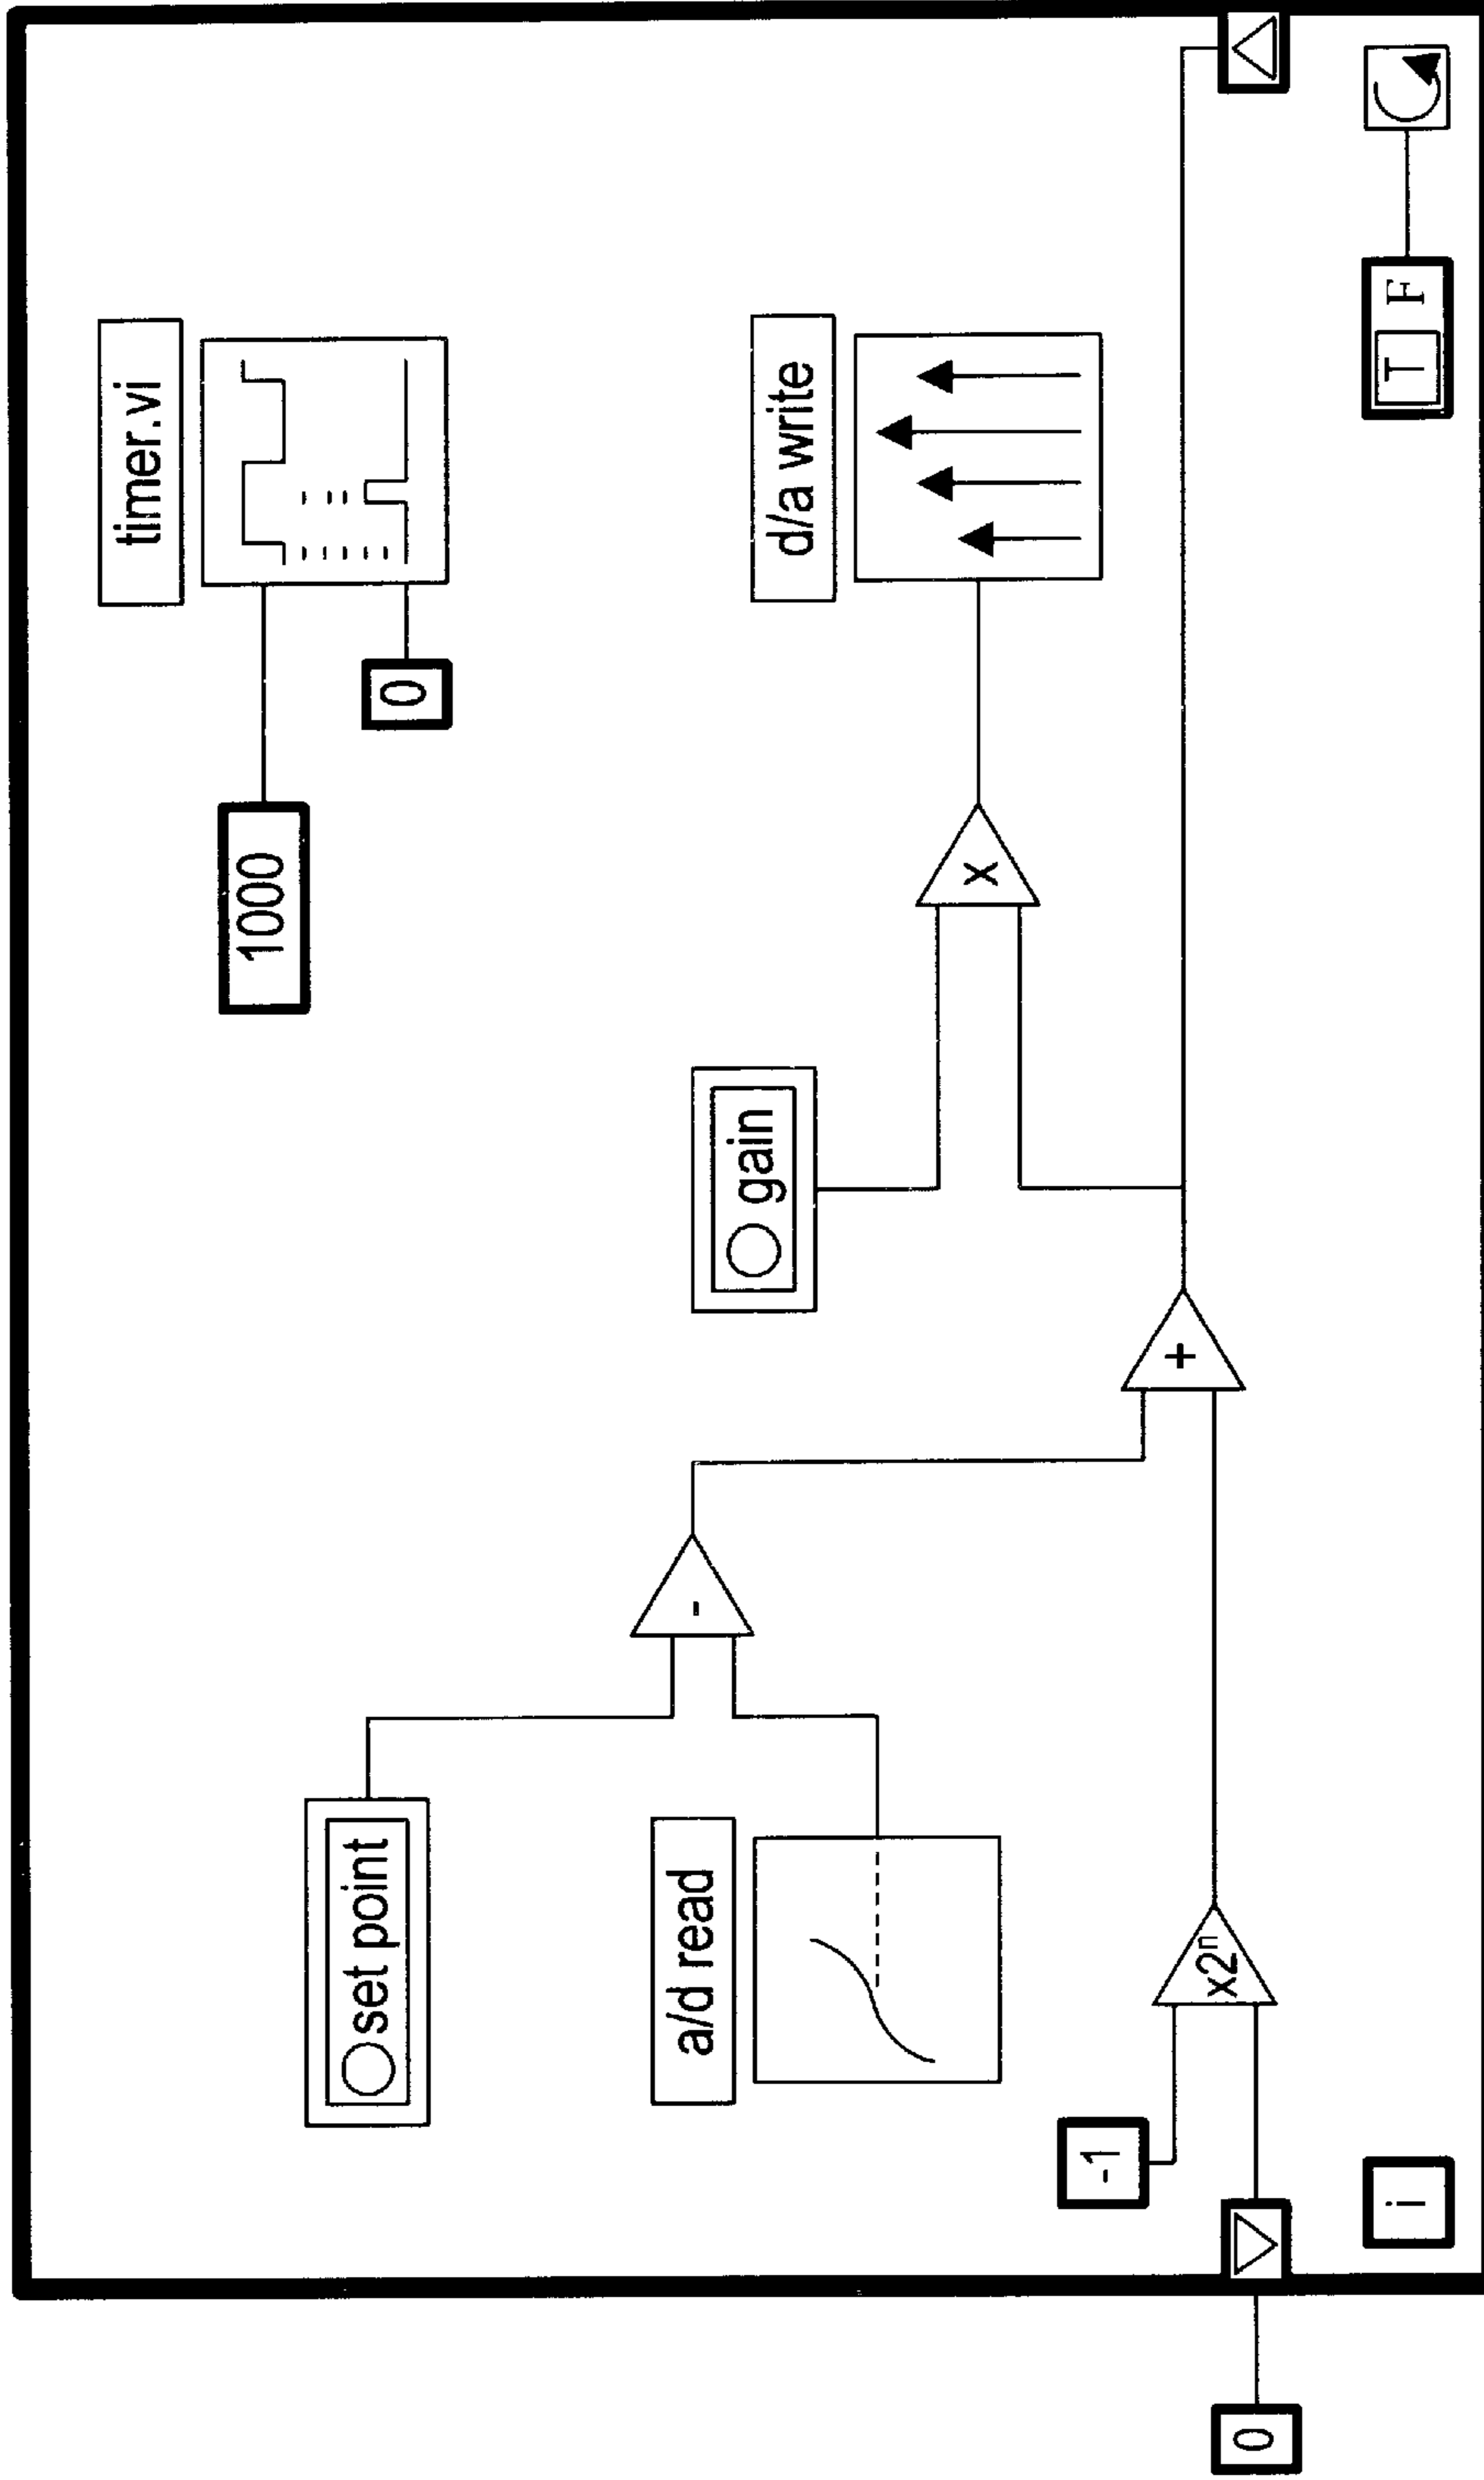 timer.vi
1000
0
set point
a/d read
-
gain
d/a write
x
-1
x2ⁿ
+
0
i
T F